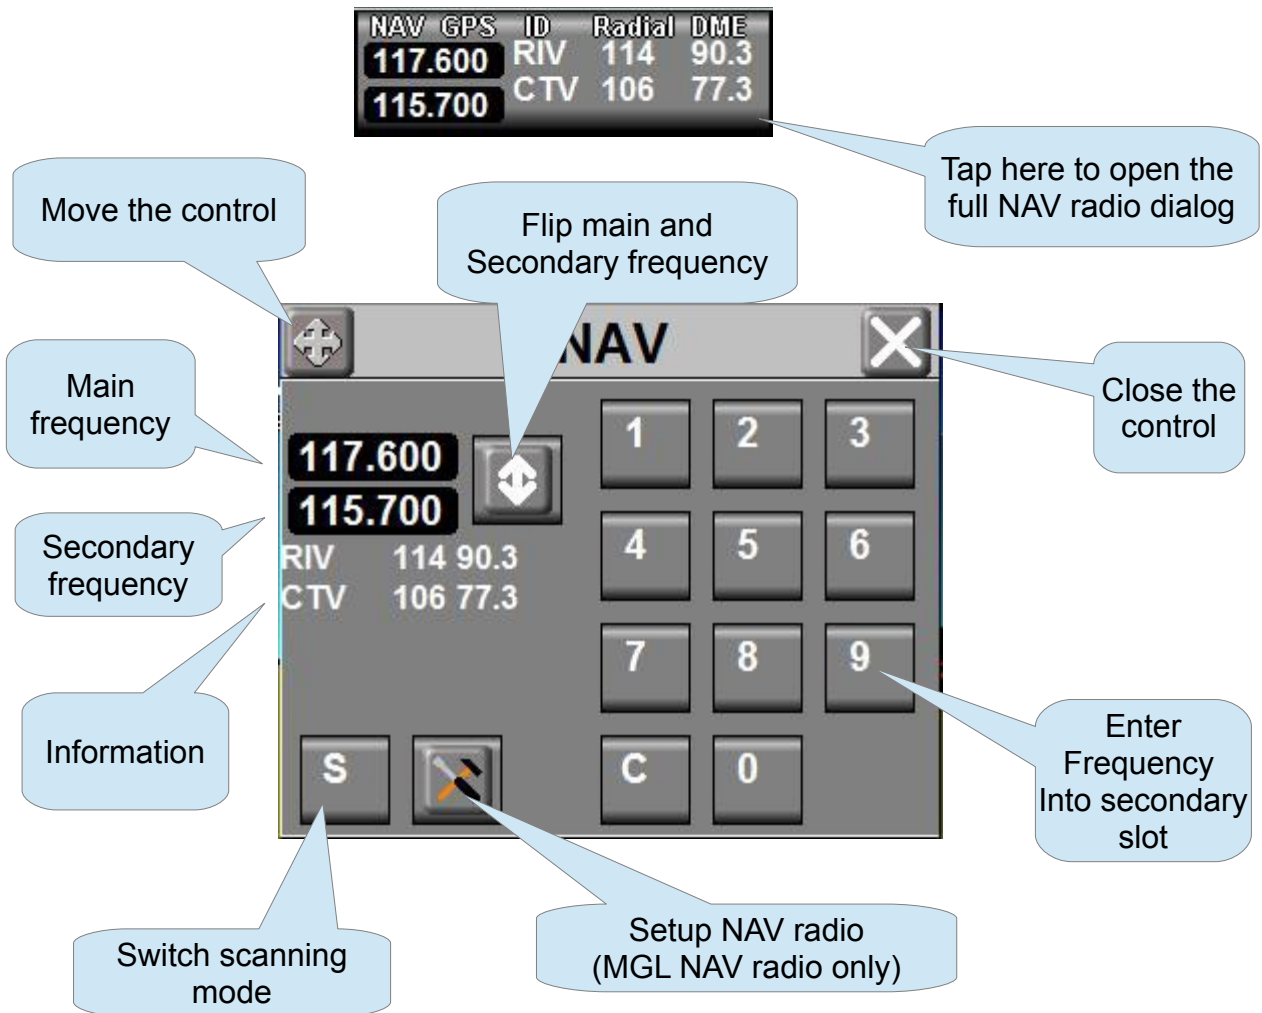 NAV GPS ID Radial DME
117.600 RIV 114 90.3
115.700 CTV 106 77.3
Tap here to open the
full NAV radio dialog
Move the control
Flip main and
Secondary frequency
NAV
Main
frequency
Close the
control
117.600
115.700
Secondary
frequency
RIV 114 90.3
CTV 106 77.3
1 2 3
4 5 6
7 8 9
C 0
Information
S
Enter
Frequency
Into secondary
slot
Switch scanning
mode
Setup NAV radio
(MGL NAV radio only)